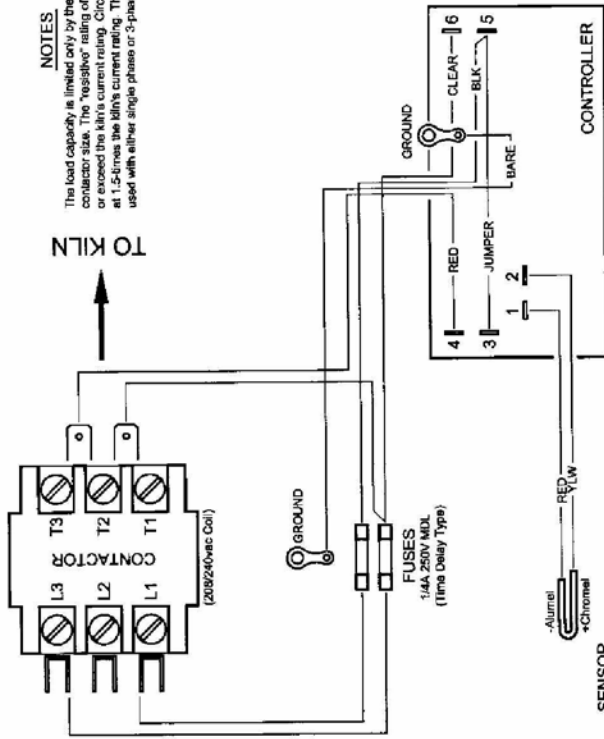 NOTES
The load capacity is limited only by the
contactor size. The "resistive" rating of
or exceed the kiln's current rating. Circ
at 1.5-times the kiln's current rating. Th
used with either single phase or 3-pha
TO KILN
L3 T3
L2 T2
L1 T1
CONTACTOR
(208/240vac Coil)
GROUND
FUSES
1/4A 250V MDL
(Time Delay Type)
GROUND
BARE
6 CLEAR
5 BLK
4 RED
3 JUMPER
1 2
CONTROLLER
RED
YLW
-Alumel
+Chromel
SENSOR